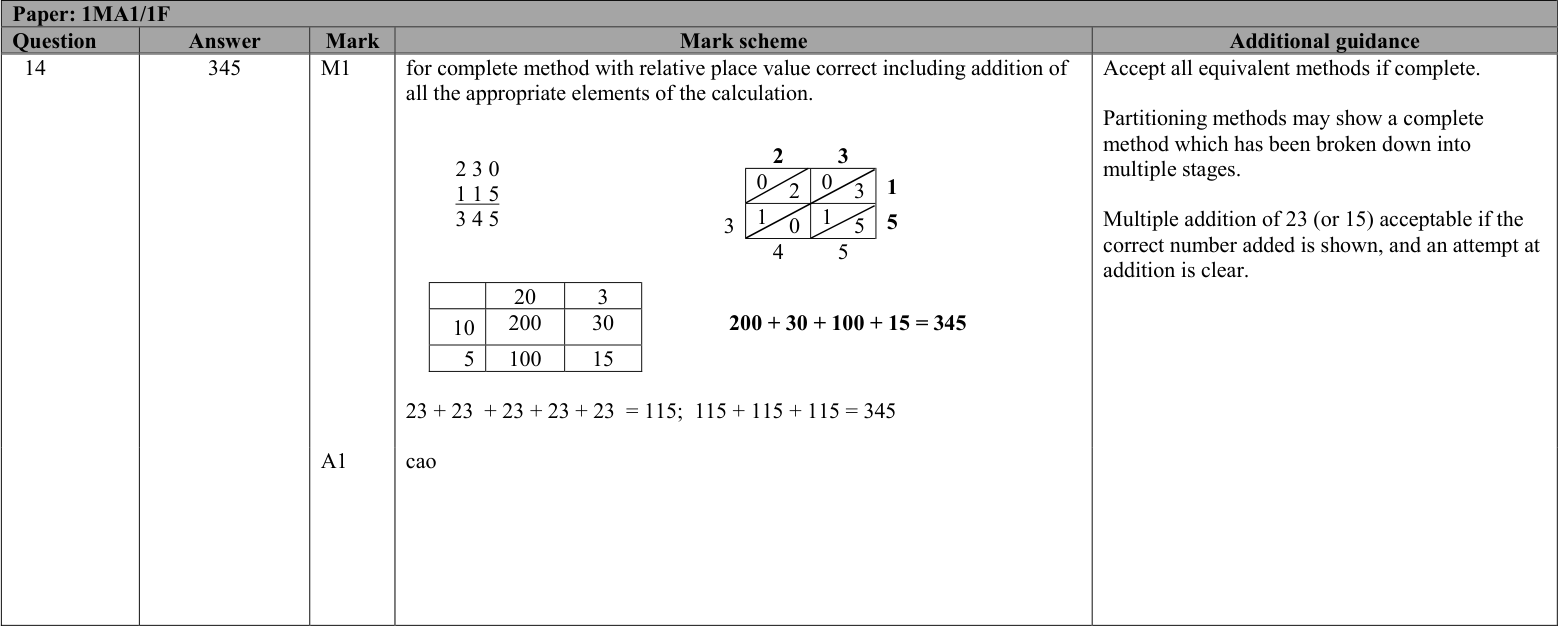 Paper: 1MA1/1F
Question Answer Mark Mark scheme Additional guidance
14 345 M1 for complete method with relative place value correct including addition of
all the appropriate elements of the calculation.
2 3 0
1 1 5
3 4 5
2 3
0 2 0 3 1
3 1 0 1 5 5
4 5
20 3
10 200 30
5 100 15
200 + 30 + 100 + 15 = 345
23 + 23 + 23 + 23 + 23 = 115; 115 + 115 + 115 = 345
A1 cao
Accept all equivalent methods if complete.
Partitioning methods may show a complete
method which has been broken down into
multiple stages.
Multiple addition of 23 (or 15) acceptable if the
correct number added is shown, and an attempt at
addition is clear.